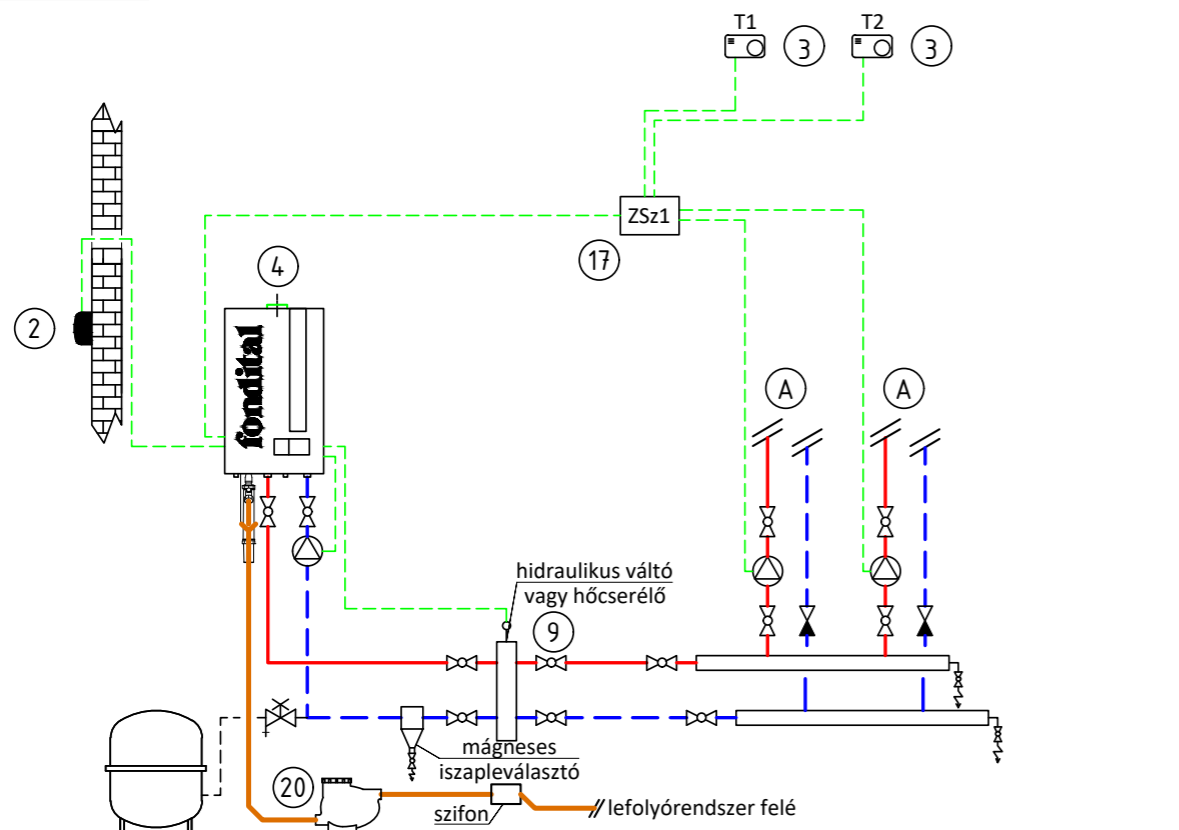 T1
T2
3
3
ZSz1
17
4
2
fondital
A
A
hidraulikus váltó
vagy hőcserélő
9
mágneses
iszapleválasztó
20
szifon
lefolyórendszer felé